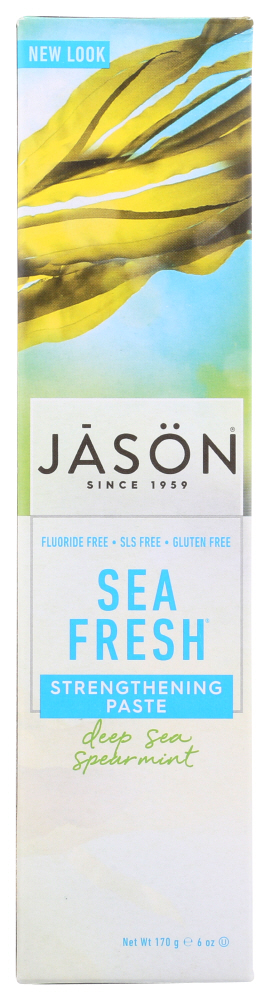 NEW LOOK
JĀSÖN®
SINCE 1959
FLUORIDE FREE • SLS FREE • GLUTEN FREE
SEA
FRESH®
STRENGTHENING
PASTE
deep sea
spearmint
Net Wt 170 g ℮ 6 oz Ⓤ